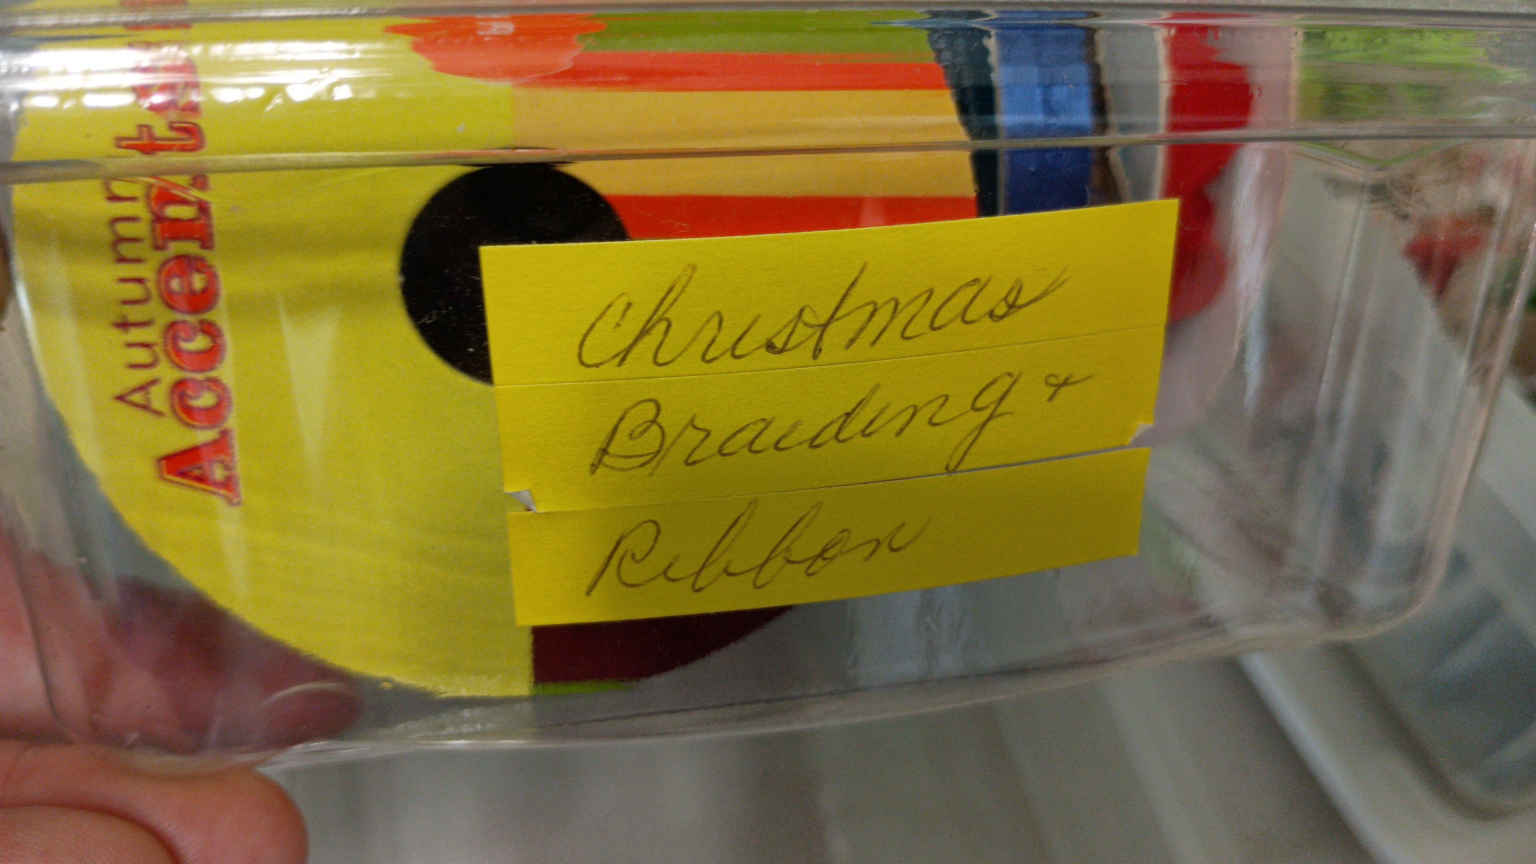 Autumn
Accents
Christmas
Braiding +
Ribbon